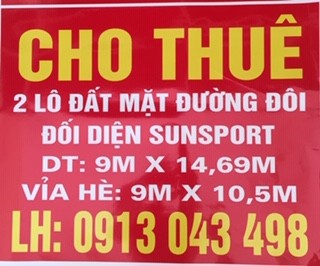 CHO THUÊ
2 LÔ ĐẤT MẶT ĐƯỜNG ĐÔI
ĐỐI DIỆN SUNSPORT
DT: 9M X 14,69M
VỈA HÈ: 9M X 10,5M
LH: 0913 043 498